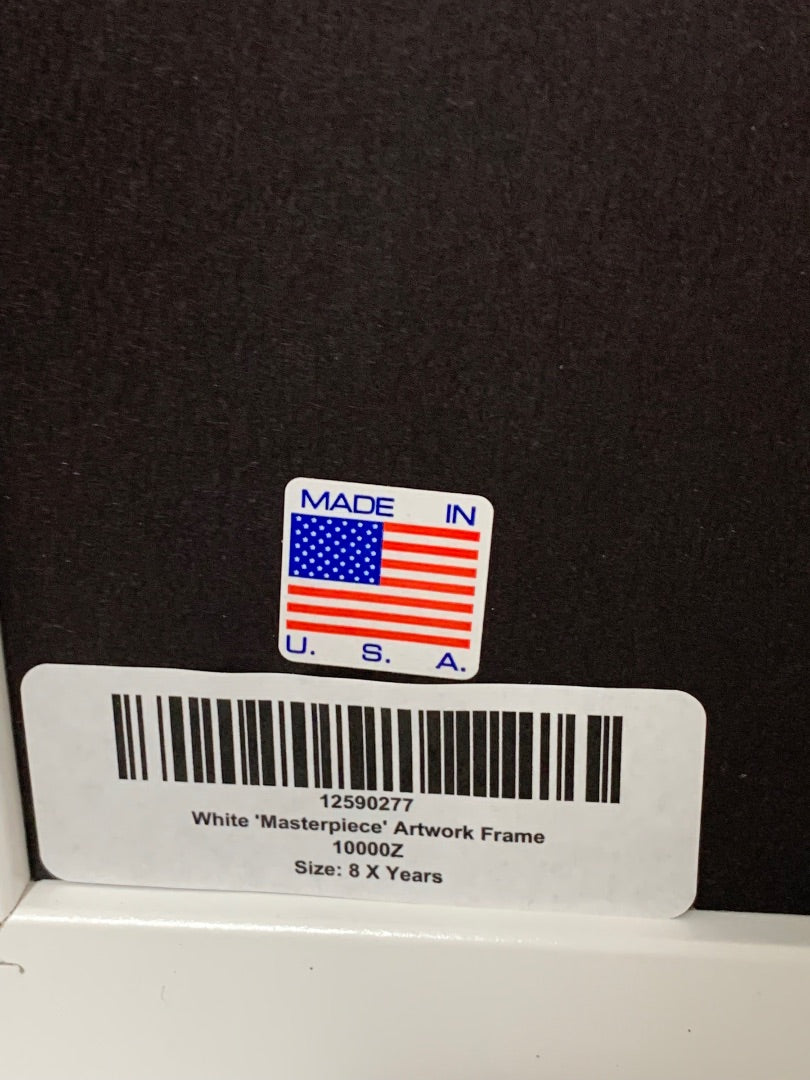 MADE IN
U. S. A.
12590277
White 'Masterpiece' Artwork Frame
10000Z
Size: 8 X Years